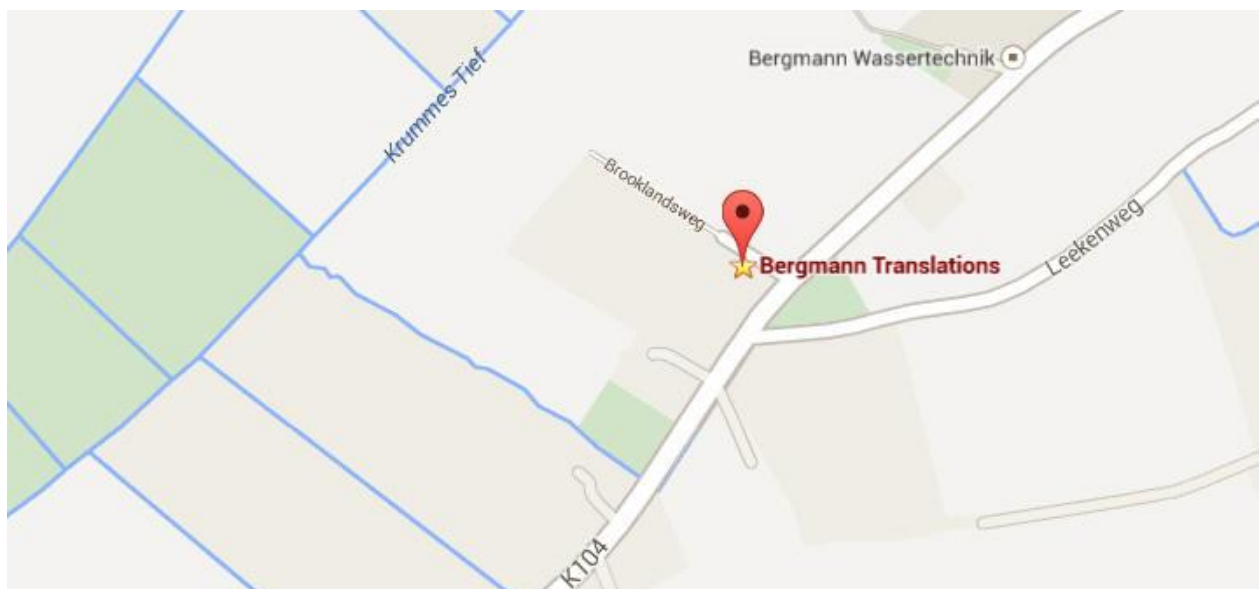 Bergmann Wassertechnik
Krummes Tief
Brooklandsweg
Leekenweg
Bergmann Translations
K104